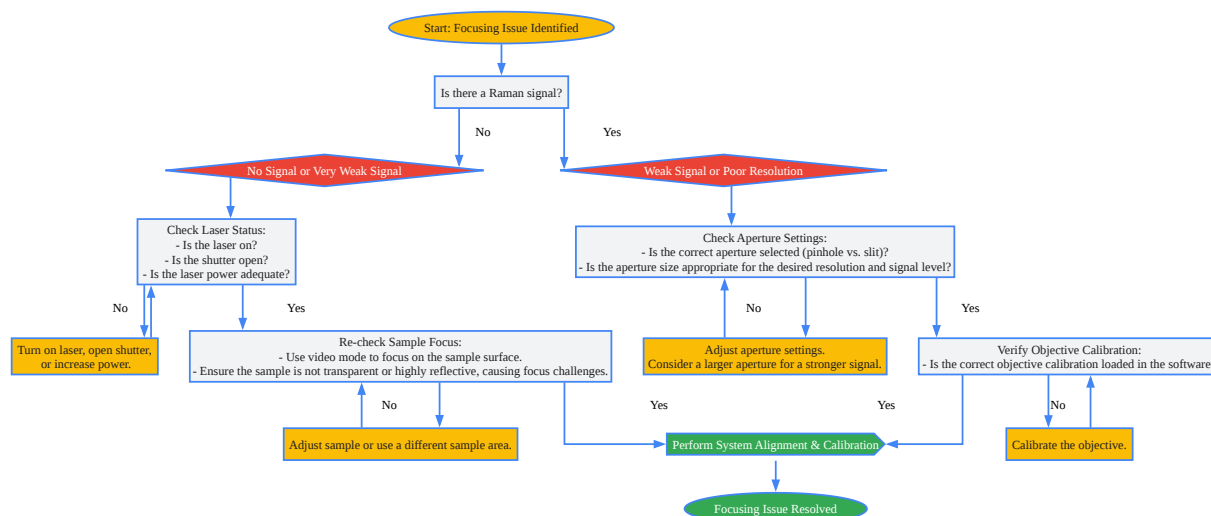 Start: Focusing Issue Identified
Is there a Raman signal?
No
Yes
No Signal or Very Weak Signal
Weak Signal or Poor Resolution
Check Laser Status:
- Is the laser on?
- Is the shutter open?
- Is the laser power adequate?
Check Aperture Settings:
- Is the correct aperture selected (pinhole vs. slit)?
- Is the aperture size appropriate for the desired resolution and signal level?
No
Yes
No
Yes
Turn on laser, open shutter,
or increase power.
Re-check Sample Focus:
- Use video mode to focus on the sample surface.
- Ensure the sample is not transparent or highly reflective, causing focus challenges.
Adjust aperture settings.
Consider a larger aperture for a stronger signal.
Verify Objective Calibration:
- Is the correct objective calibration loaded in the software
No
Yes
Yes
No
Adjust sample or use a different sample area.
Perform System Alignment & Calibration
Calibrate the objective.
Focusing Issue Resolved